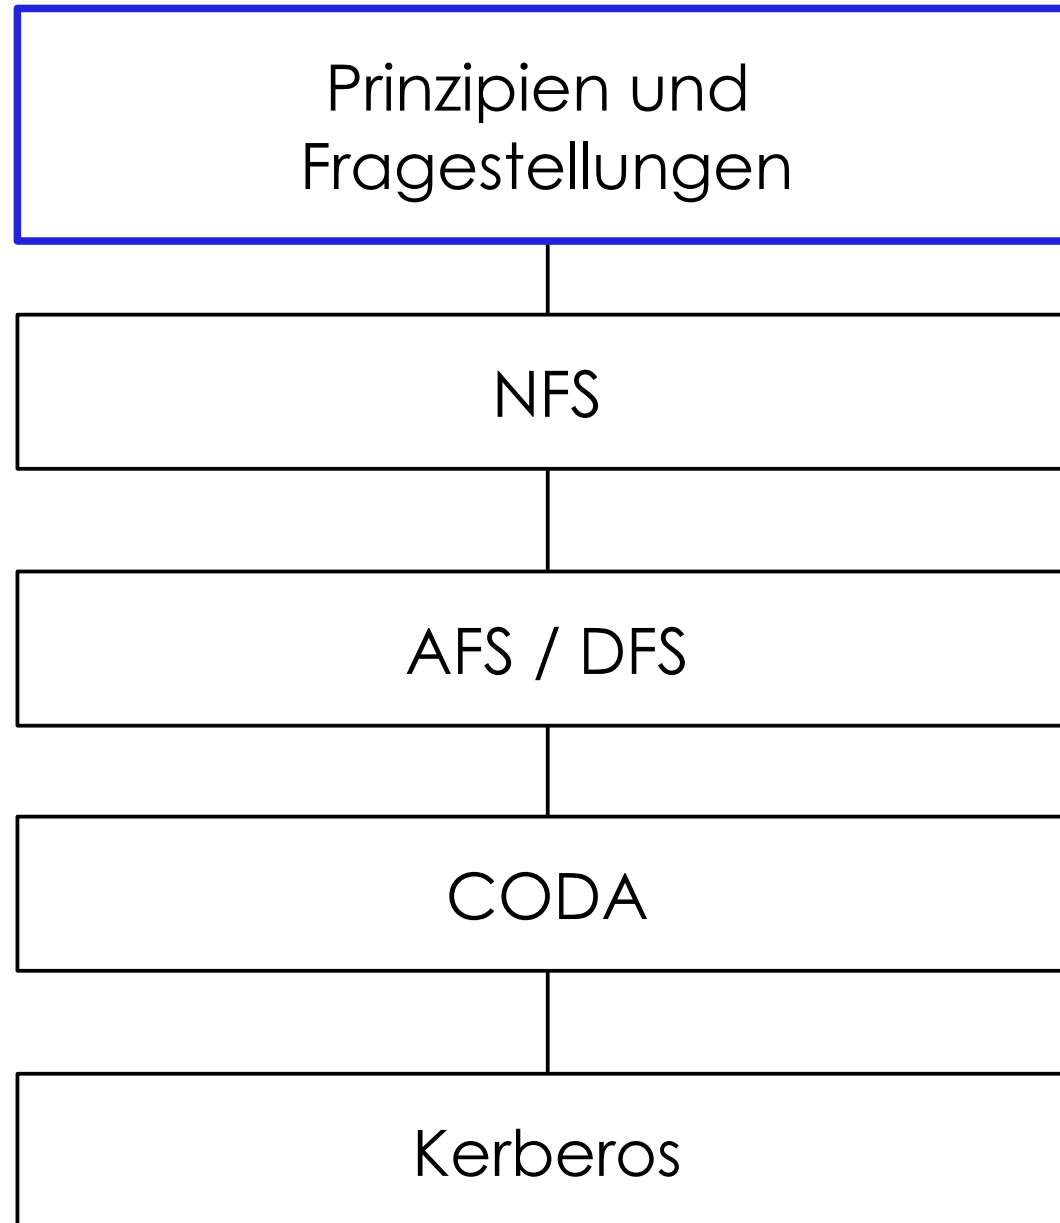 Prinzipien und
Fragestellungen
NFS
AFS / DFS
CODA
Kerberos